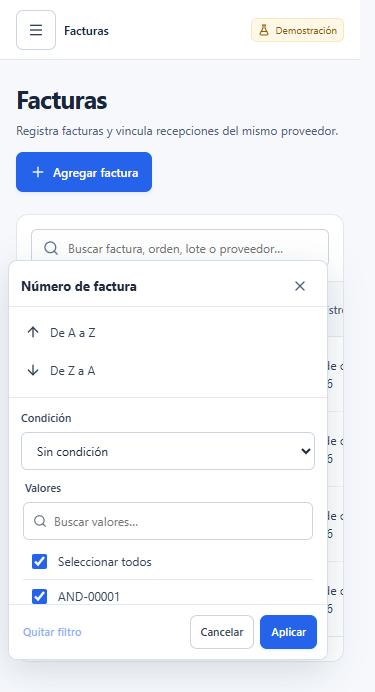 Facturas
Demostración
Facturas
Registra facturas y vincula recepciones del mismo proveedor.
Agregar factura
Buscar factura, orden, lote o proveedor...
Número de factura
De A a Z
De Z a A
Condición
Sin condición
Valores
Buscar valores...
Seleccionar todos
AND-00001
Quitar filtro
Cancelar
Aplicar